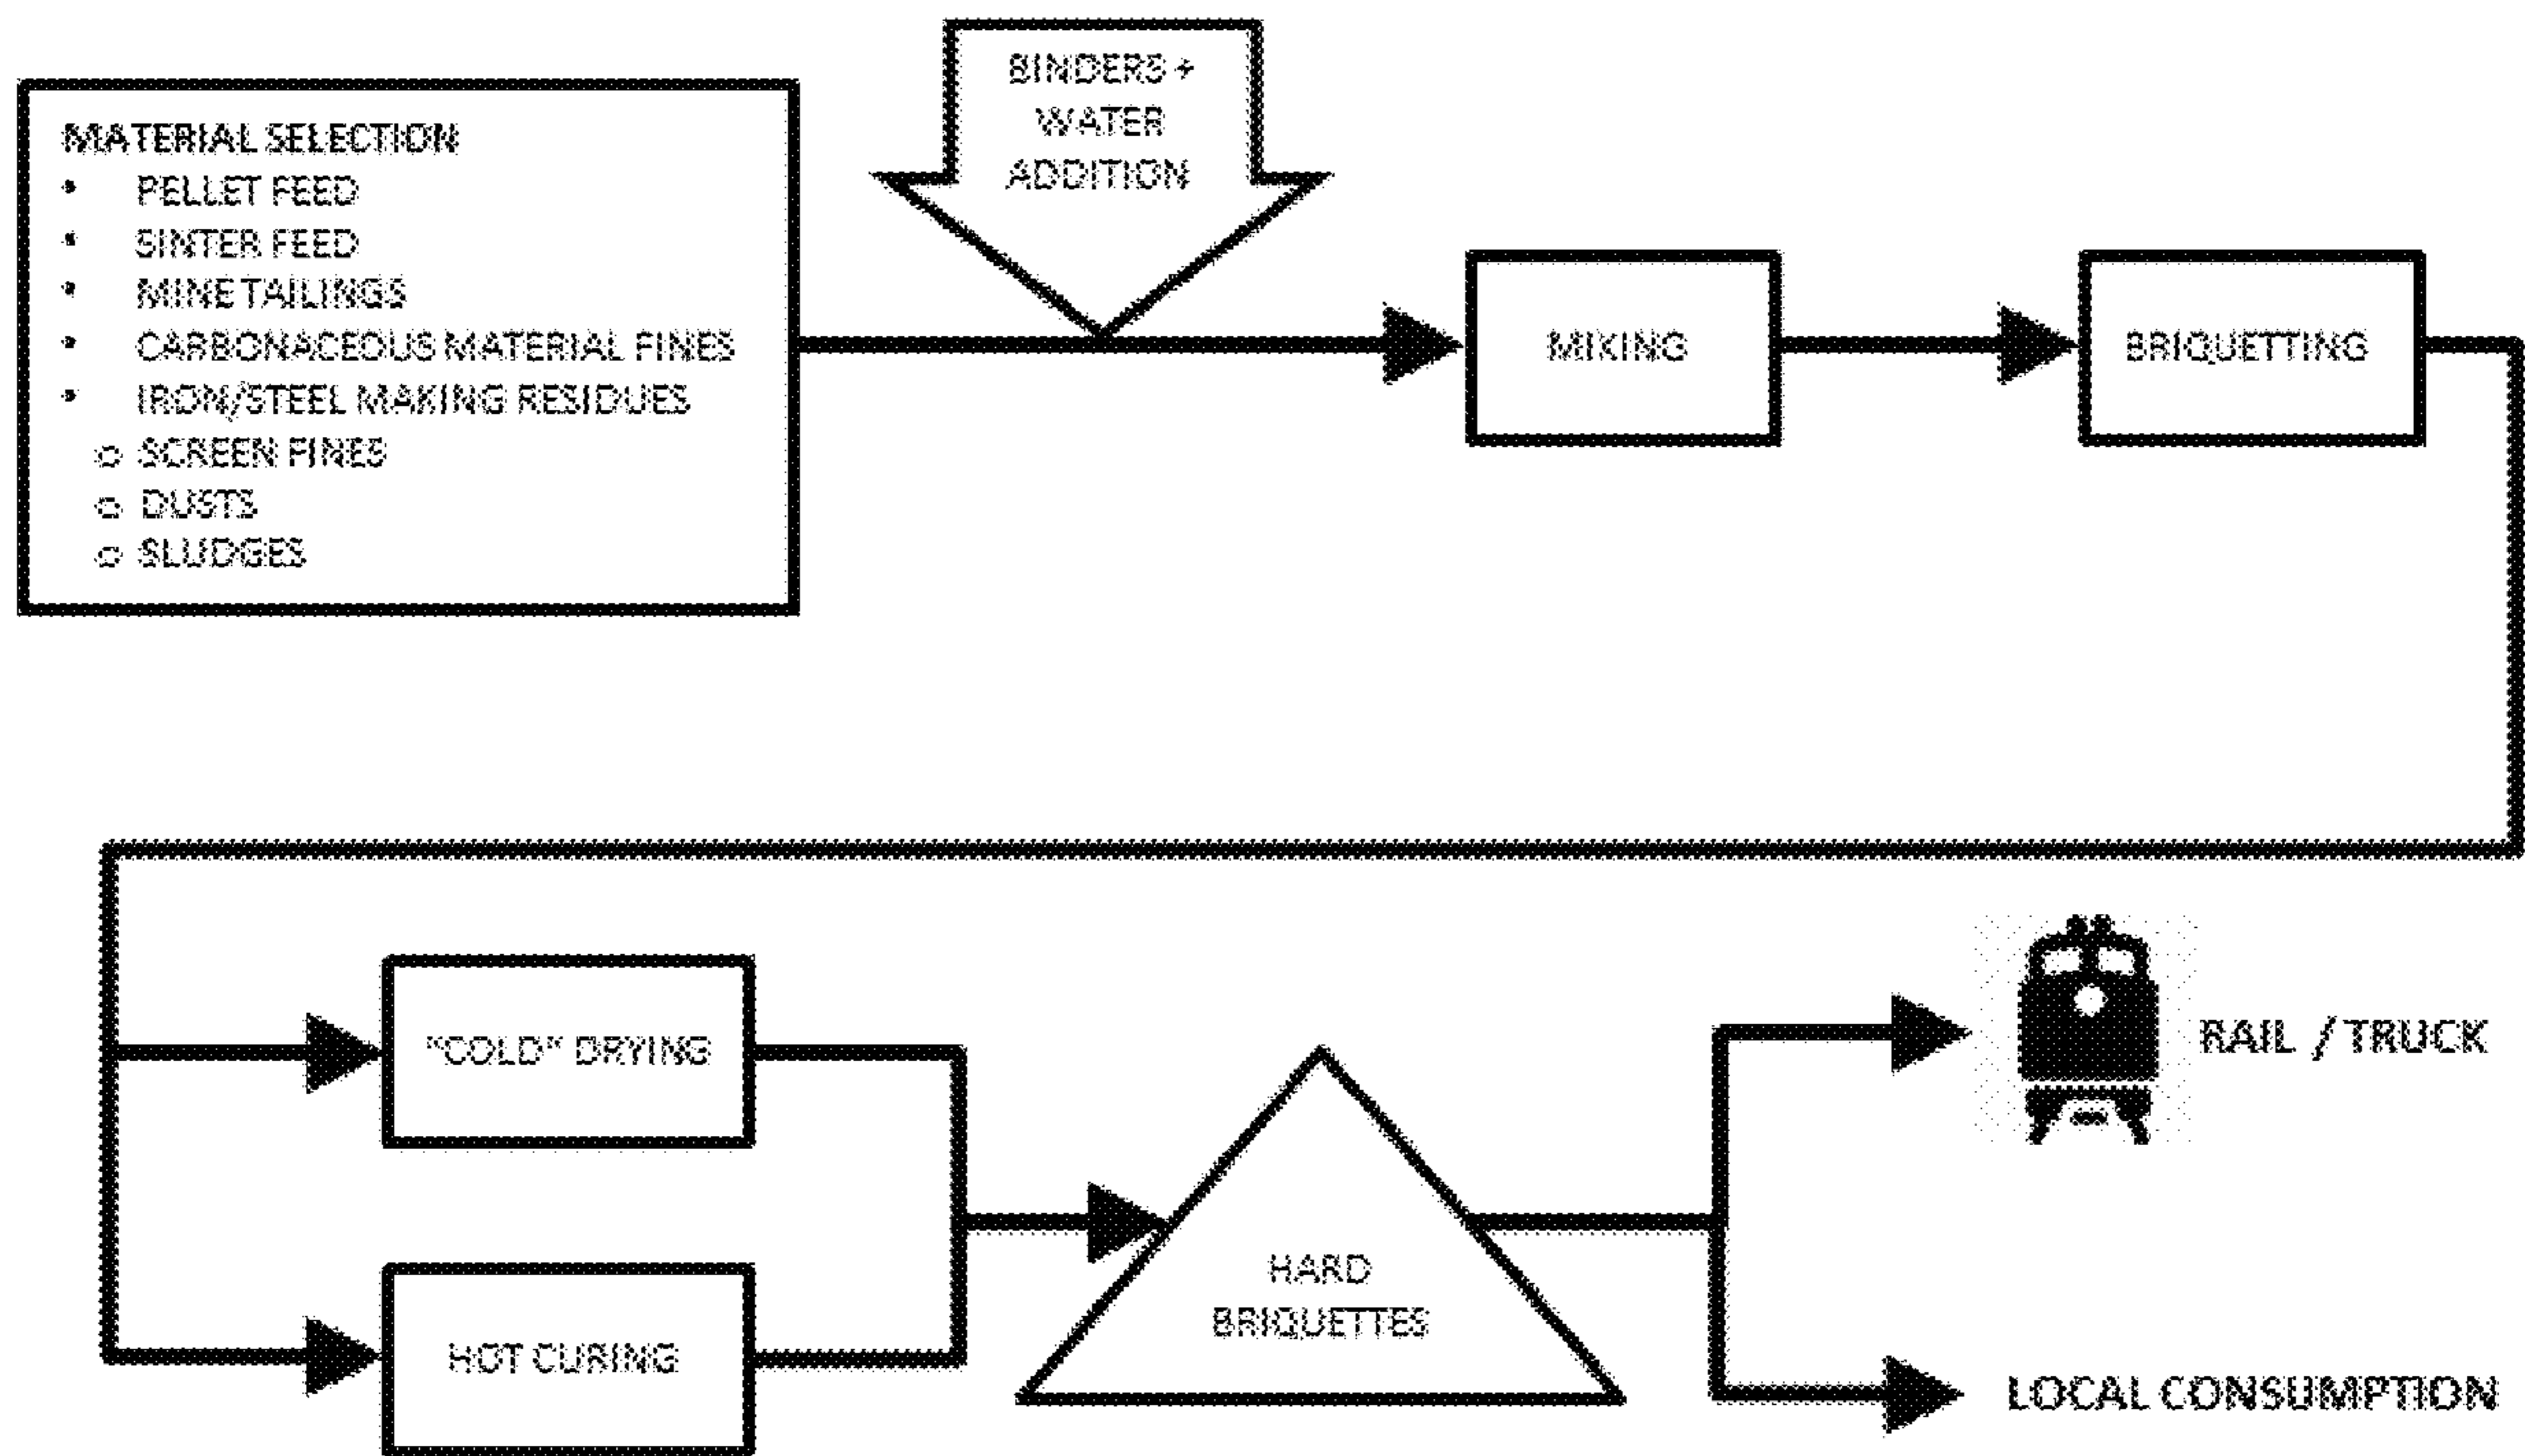 MATERIAL SELECTION
• PELLET FEED
• SINTER FEED
• MINE TAILINGS
• CARBONACEOUS MATERIAL FINES
• IRON/STEEL MAKING RESIDUES
o SCREEN FINES
o DUSTS
o SLUDGES
BINDERS +
WATER
ADDITION
MIXING
BRIQUETTING
"COLD" DRYING
HOT CURING
HARD
BRIQUETTES
RAIL / TRUCK
LOCAL CONSUMPTION